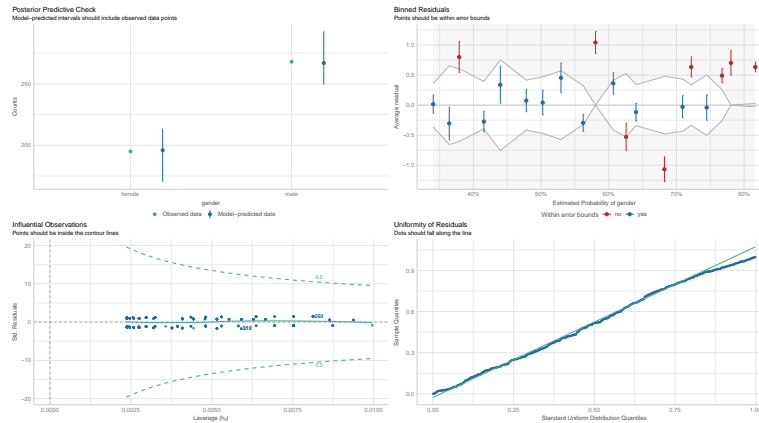 Posterior Predictive Check
Model−predicted intervals should include observed data points
Counts
250
200
female
male
gender
Observed data
Model−predicted data
Binned Residuals
Points should be within error bounds
Average residual
1.0
0.5
0.0
−0.5
−1.0
40%
50%
60%
70%
80%
Estimated Probability of gender
Within error bounds
no
yes
Influential Observations
Points should be inside the contour lines
Std. Residuals
20
10
0
−10
−20
0.5
0.5
0.0000
0.0025
0.0050
0.0075
0.0100
Leverage (hᵢᵢ)
Uniformity of Residuals
Dots should fall along the line
Sample Quantiles
0.9
0.6
0.3
0.0
0.00
0.25
0.50
0.75
1.00
Standard Uniform Distribution Quantiles